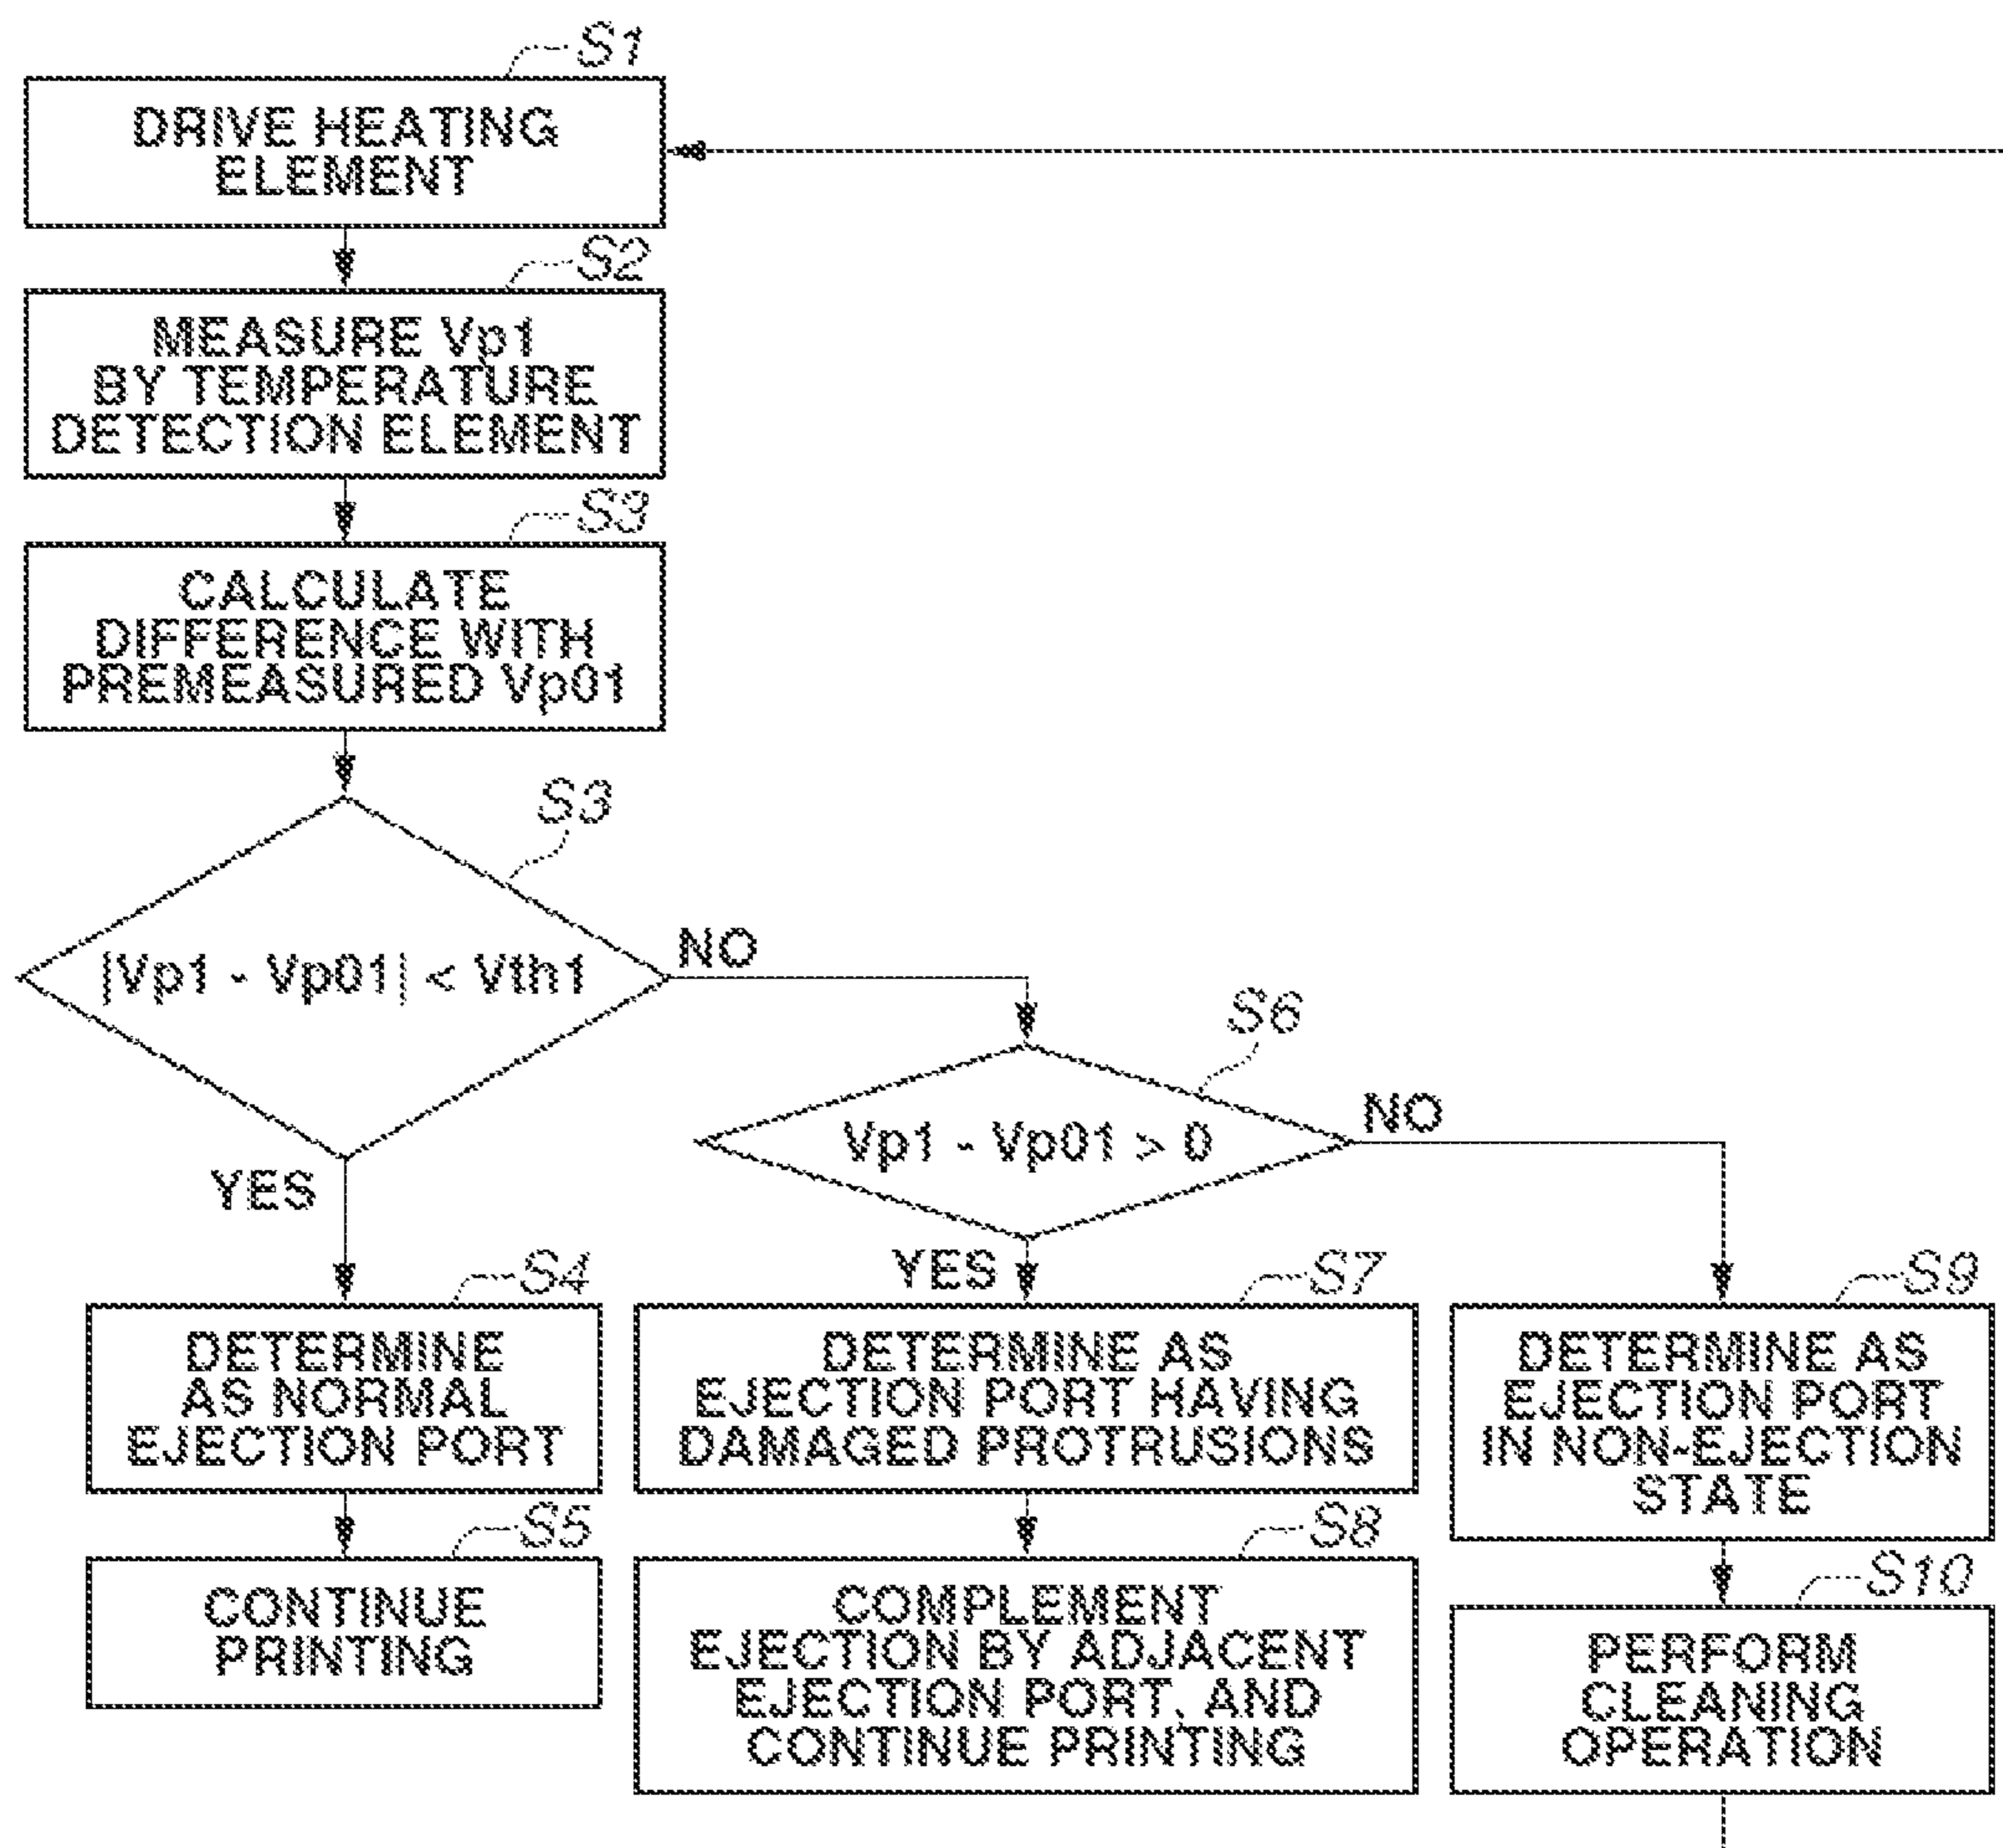 S1
DRIVE HEATING
ELEMENT
S2
MEASURE Vp1
BY TEMPERATURE
DETECTION ELEMENT
S3
CALCULATE
DIFFERENCE WITH
PREMEASURED Vp01
S3
|Vp1 - Vp01| < Vth1
NO
YES
S6
Vp1 - Vp01 > 0
NO
YES
S4
DETERMINE
AS NORMAL
EJECTION PORT
S5
CONTINUE
PRINTING
S7
DETERMINE AS
EJECTION PORT HAVING
DAMAGED PROTRUSIONS
S8
COMPLEMENT
EJECTION BY ADJACENT
EJECTION PORT, AND
CONTINUE PRINTING
S9
DETERMINE AS
EJECTION PORT
IN NON-EJECTION
STATE
S10
PERFORM
CLEANING
OPERATION